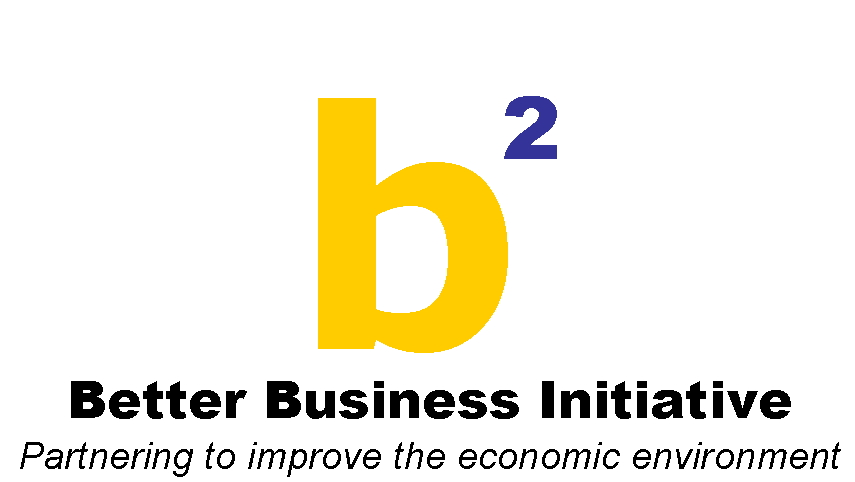 b²
Better Business Initiative
Partnering to improve the economic environment